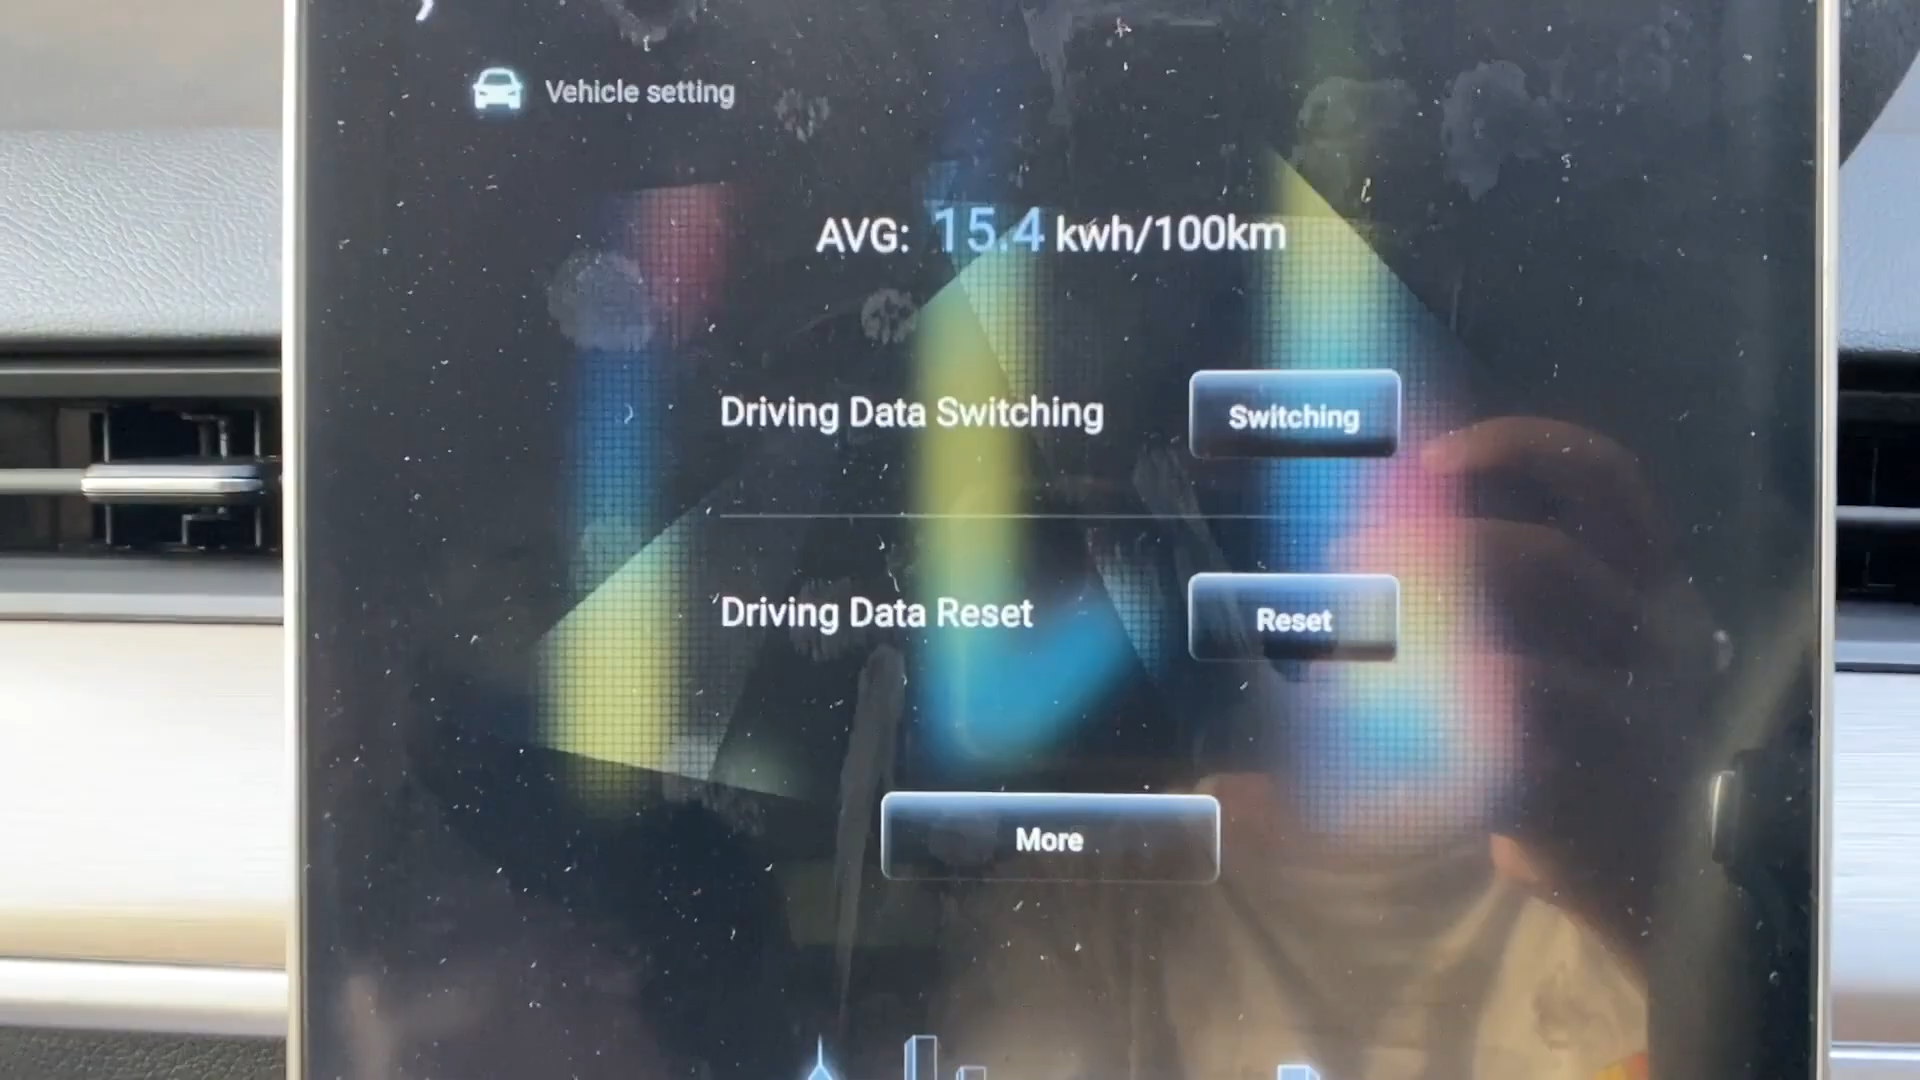 Vehicle setting
AVG: 15.4 kwh/100km
Driving Data Switching
Switching
Driving Data Reset
Reset
More